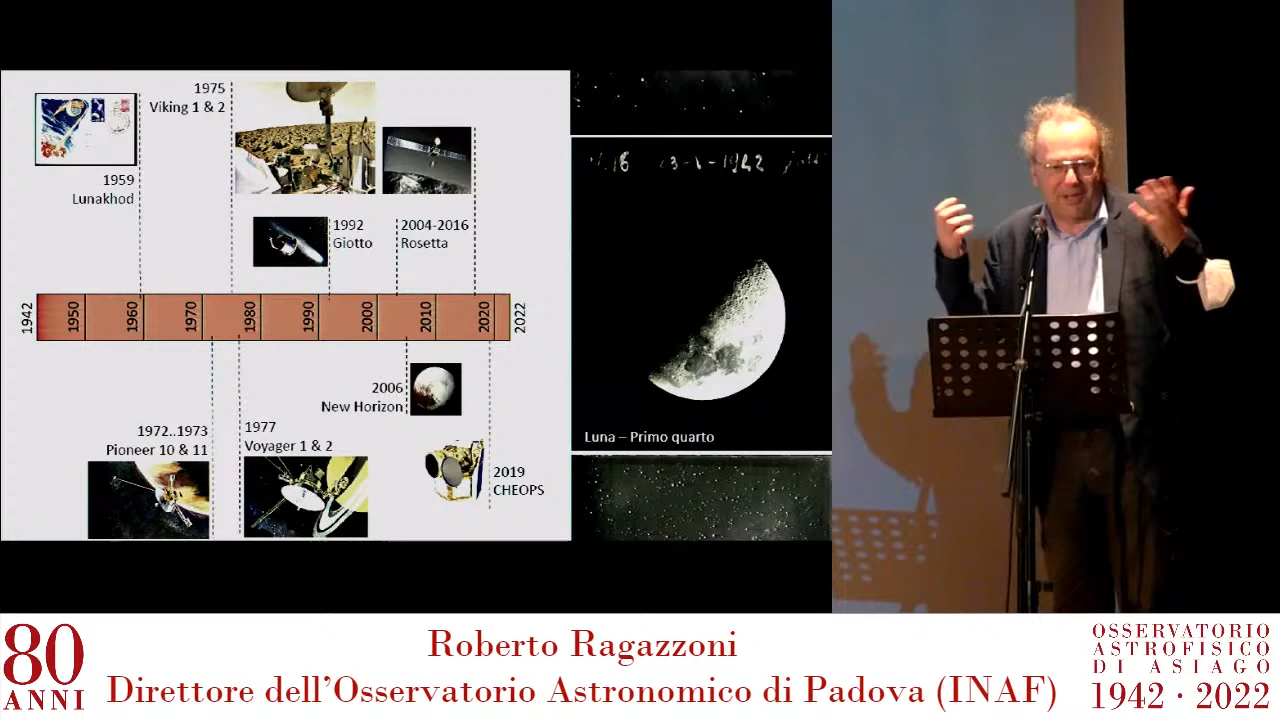 1975
Viking 1 & 2
1959
Lunakhod
1992
Giotto
2004-2016
Rosetta
1942
1950
1960
1970
1980
1990
2000
2010
2020
2022
2006
New Horizon
1972..1973
Pioneer 10 & 11
1977
Voyager 1 & 2
2019
CHEOPS
Luna – Primo quarto
80
ANNI
Roberto Ragazzoni
Direttore dell'Osservatorio Astronomico di Padova (INAF)
OSSERVATORIO
ASTROFISICO
DI ASIAGO
1942 · 2022